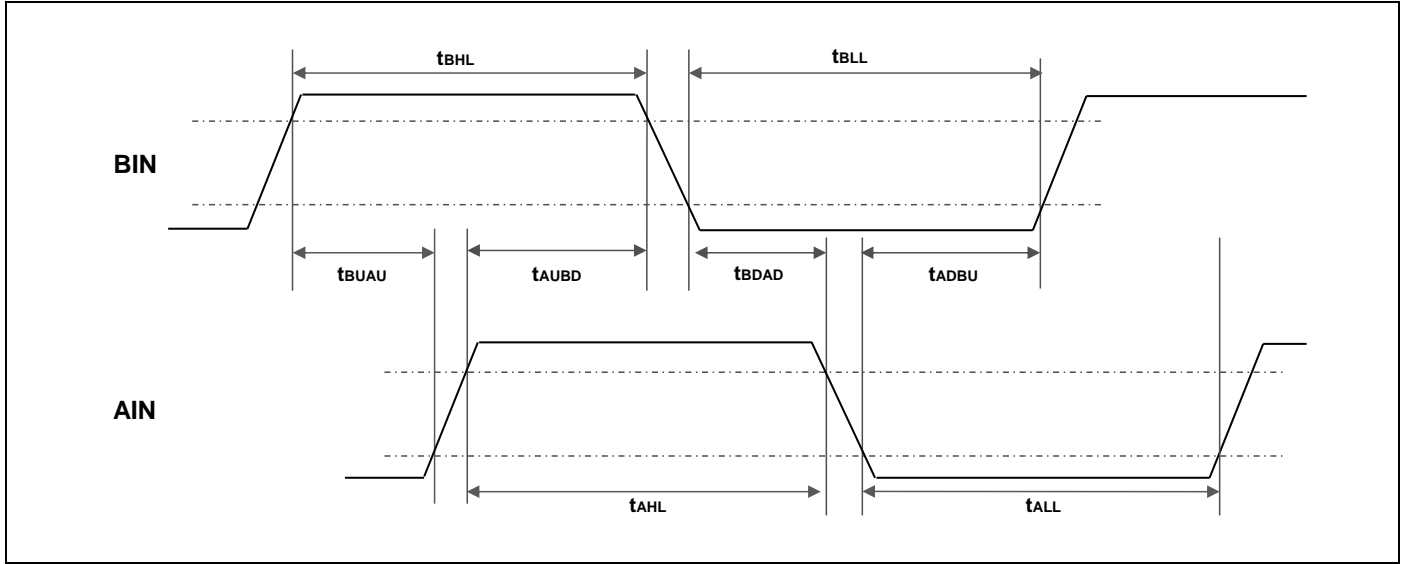 tBHL
tBLL
BIN
tBUAU
tAUBD
tBDAD
tADBU
AIN
tAHL
tALL